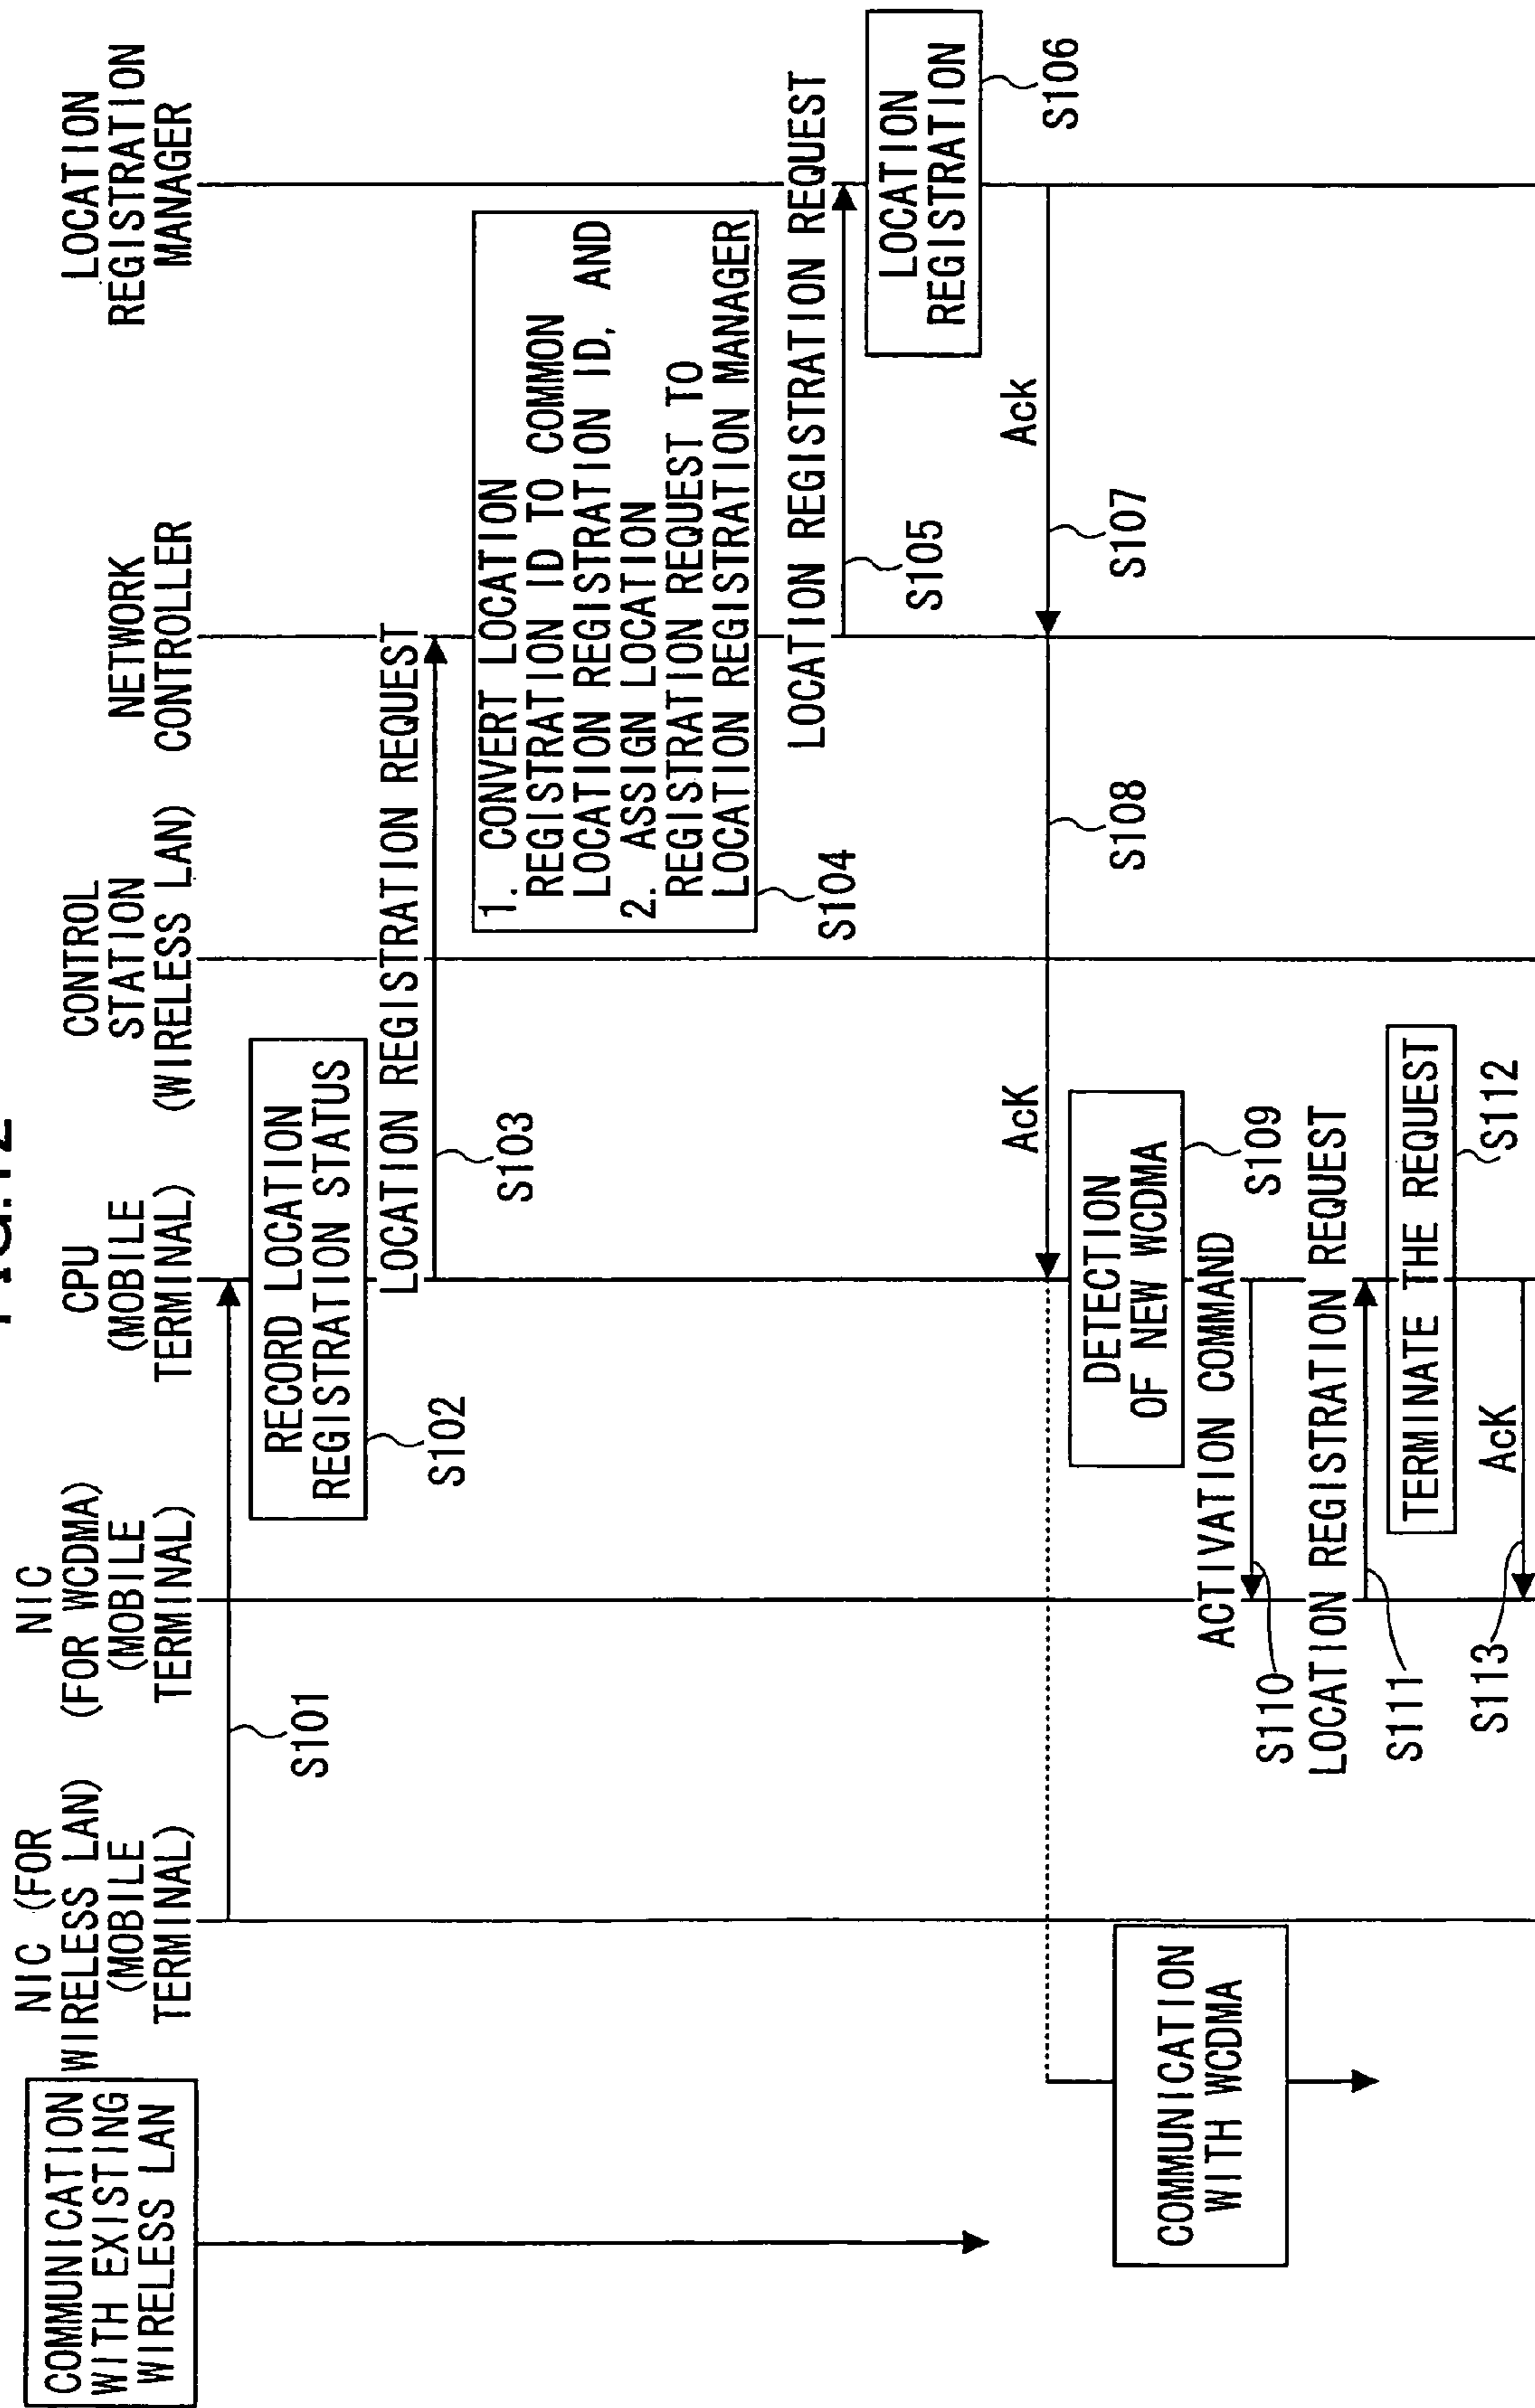 FIG.12
COMMUNICATION
WITH EXISTING
WIRELESS LAN
NIC (FOR
WIRELESS LAN)
(MOBILE
TERMINAL)
NIC
(FOR WCDMA)
(MOBILE
TERMINAL)
CPU
(MOBILE
TERMINAL)
CONTROL
STATION
(WIRELESS LAN)
NETWORK
CONTROLLER
LOCATION
REGISTRATION
MANAGER
S101
RECORD LOCATION
REGISTRATION STATUS
S102
LOCATION REGISTRATION REQUEST
S103
1. CONVERT LOCATION
REGISTRATION ID TO COMMON
LOCATION REGISTRATION ID, AND
2. ASSIGN LOCATION
REGISTRATION REQUEST TO
LOCATION REGISTRATION MANAGER
S104
LOCATION REGISTRATION REQUEST
S105
LOCATION
REGISTRATION
S106
Ack
S107
AcK
S108
COMMUNICATION
WITH WCDMA
DETECTION
OF NEW WCDMA
S109
ACTIVATION COMMAND
S110
LOCATION REGISTRATION REQUEST
S111
TERMINATE THE REQUEST
S112
AcK
S113